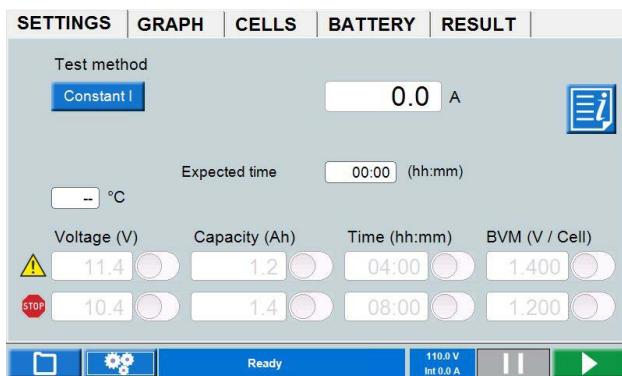 SETTINGS GRAPH CELLS BATTERY RESULT
Test method
Constant I 0.0 A
i
Expected time 00:00 (hh:mm)
-- °C
Voltage (V) Capacity (Ah) Time (hh:mm) BVM (V / Cell)
11.4 1.2 04:00 1.400
STOP 10.4 1.4 08:00 1.200
Ready 110.0 V
Int 0.0 A